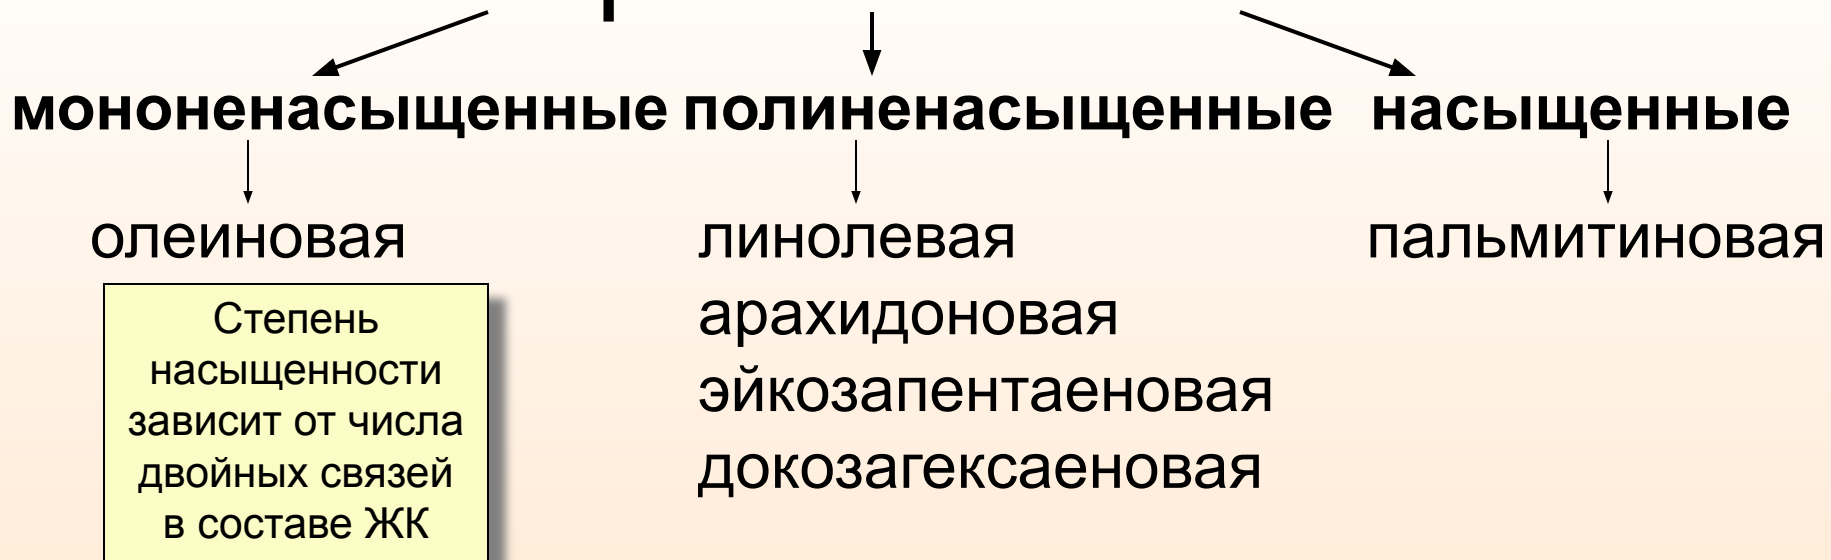 мононенасыщенные полиненасыщенные насыщенные
олеиновая линолевая пальмитиновая
арахидоновая
эйкозапентаеновая
докозагексаеновая
Степень
насыщенности
зависит от числа
двойных связей
в составе ЖК